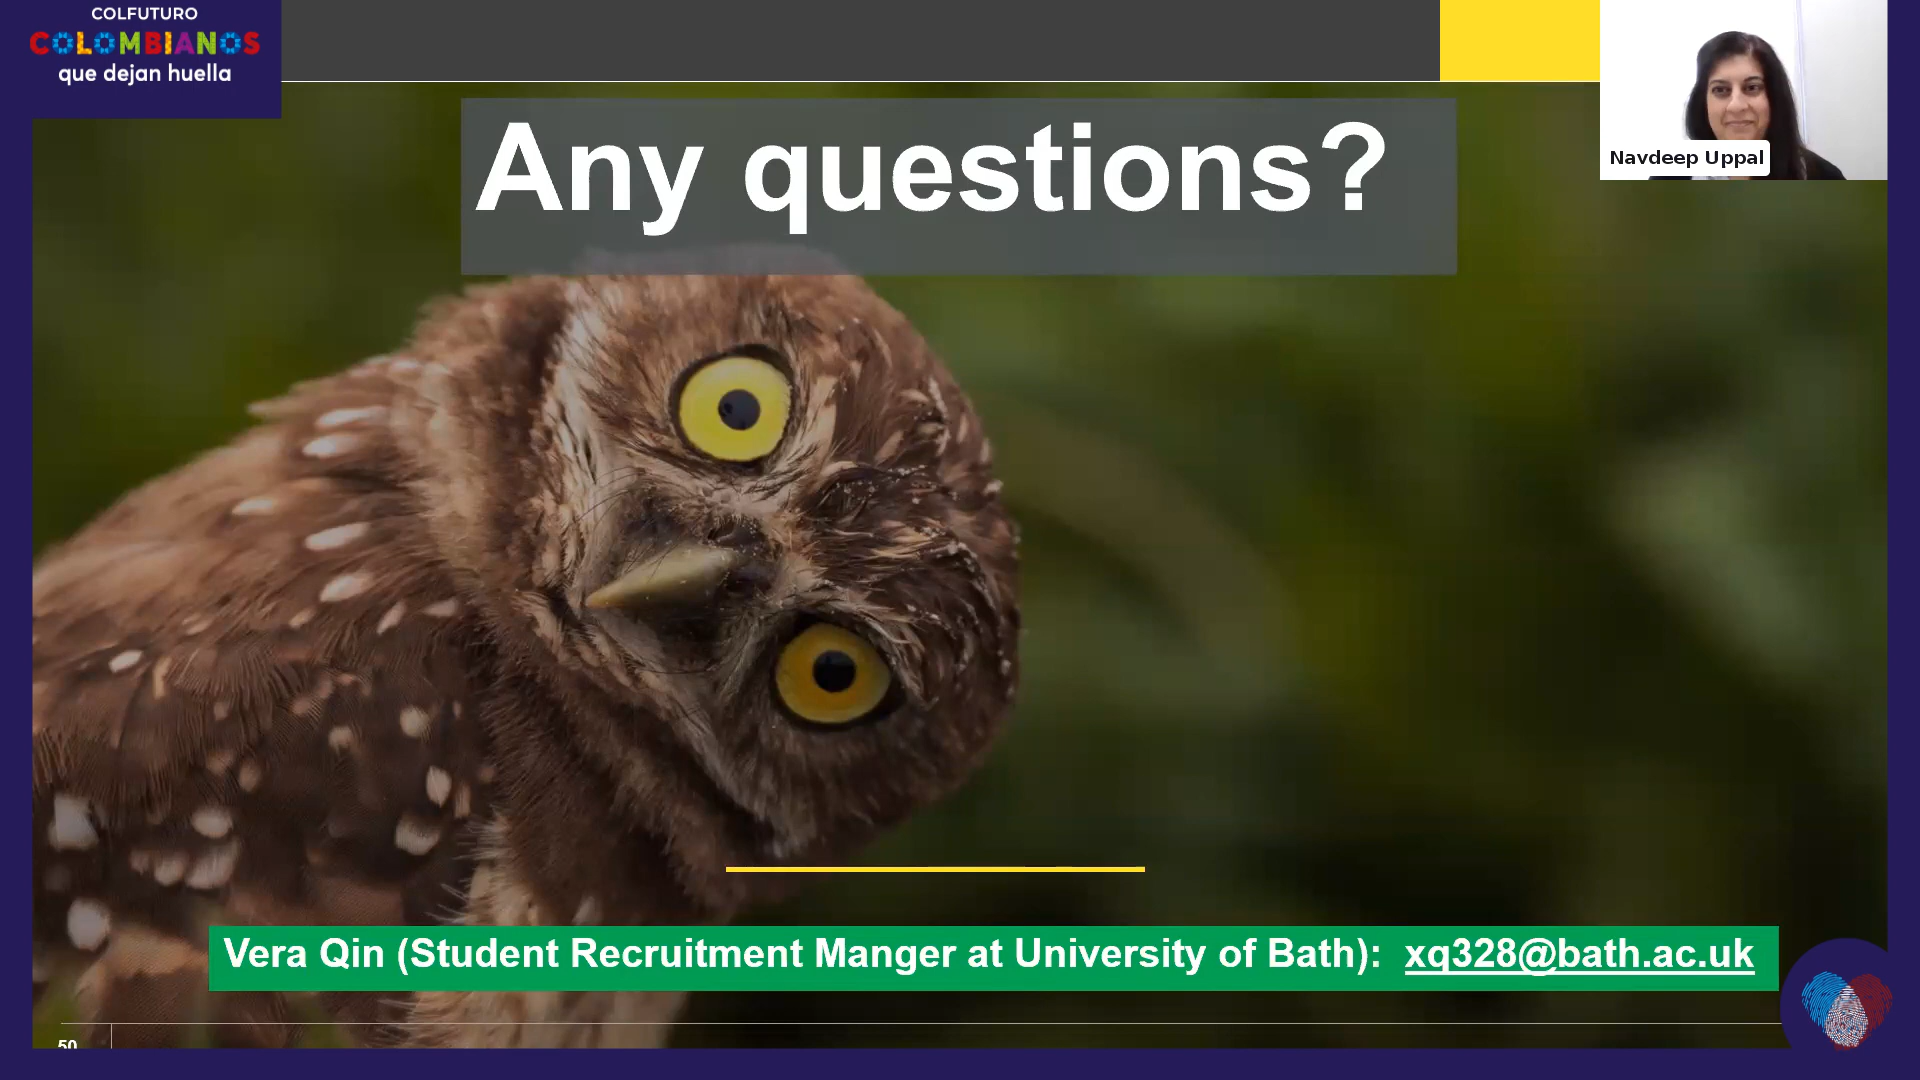 COLFUTURO
COLOMBIANOS
que dejan huella
Any questions?
Navdeep Uppal
Vera Qin (Student Recruitment Manger at University of Bath): xq328@bath.ac.uk
50